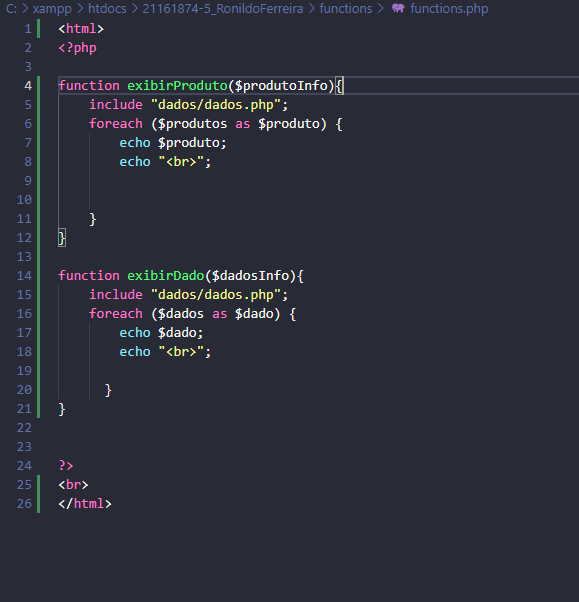 C: > xampp > htdocs > 21161874-5_RonildoFerreira > functions > functions.php
1 <html>
2 <?php
3
4 function exibirProduto($produtoInfo){
5     include "dados/dados.php";
6     foreach ($produtos as $produto) {
7         echo $produto;
8         echo "<br>";
9
10
11     }
12 }
13
14 function exibirDado($dadosInfo){
15     include "dados/dados.php";
16     foreach ($dados as $dado) {
17         echo $dado;
18         echo "<br>";
19
20       }
21 }
22
23
24 ?>
25 <br>
26 </html>